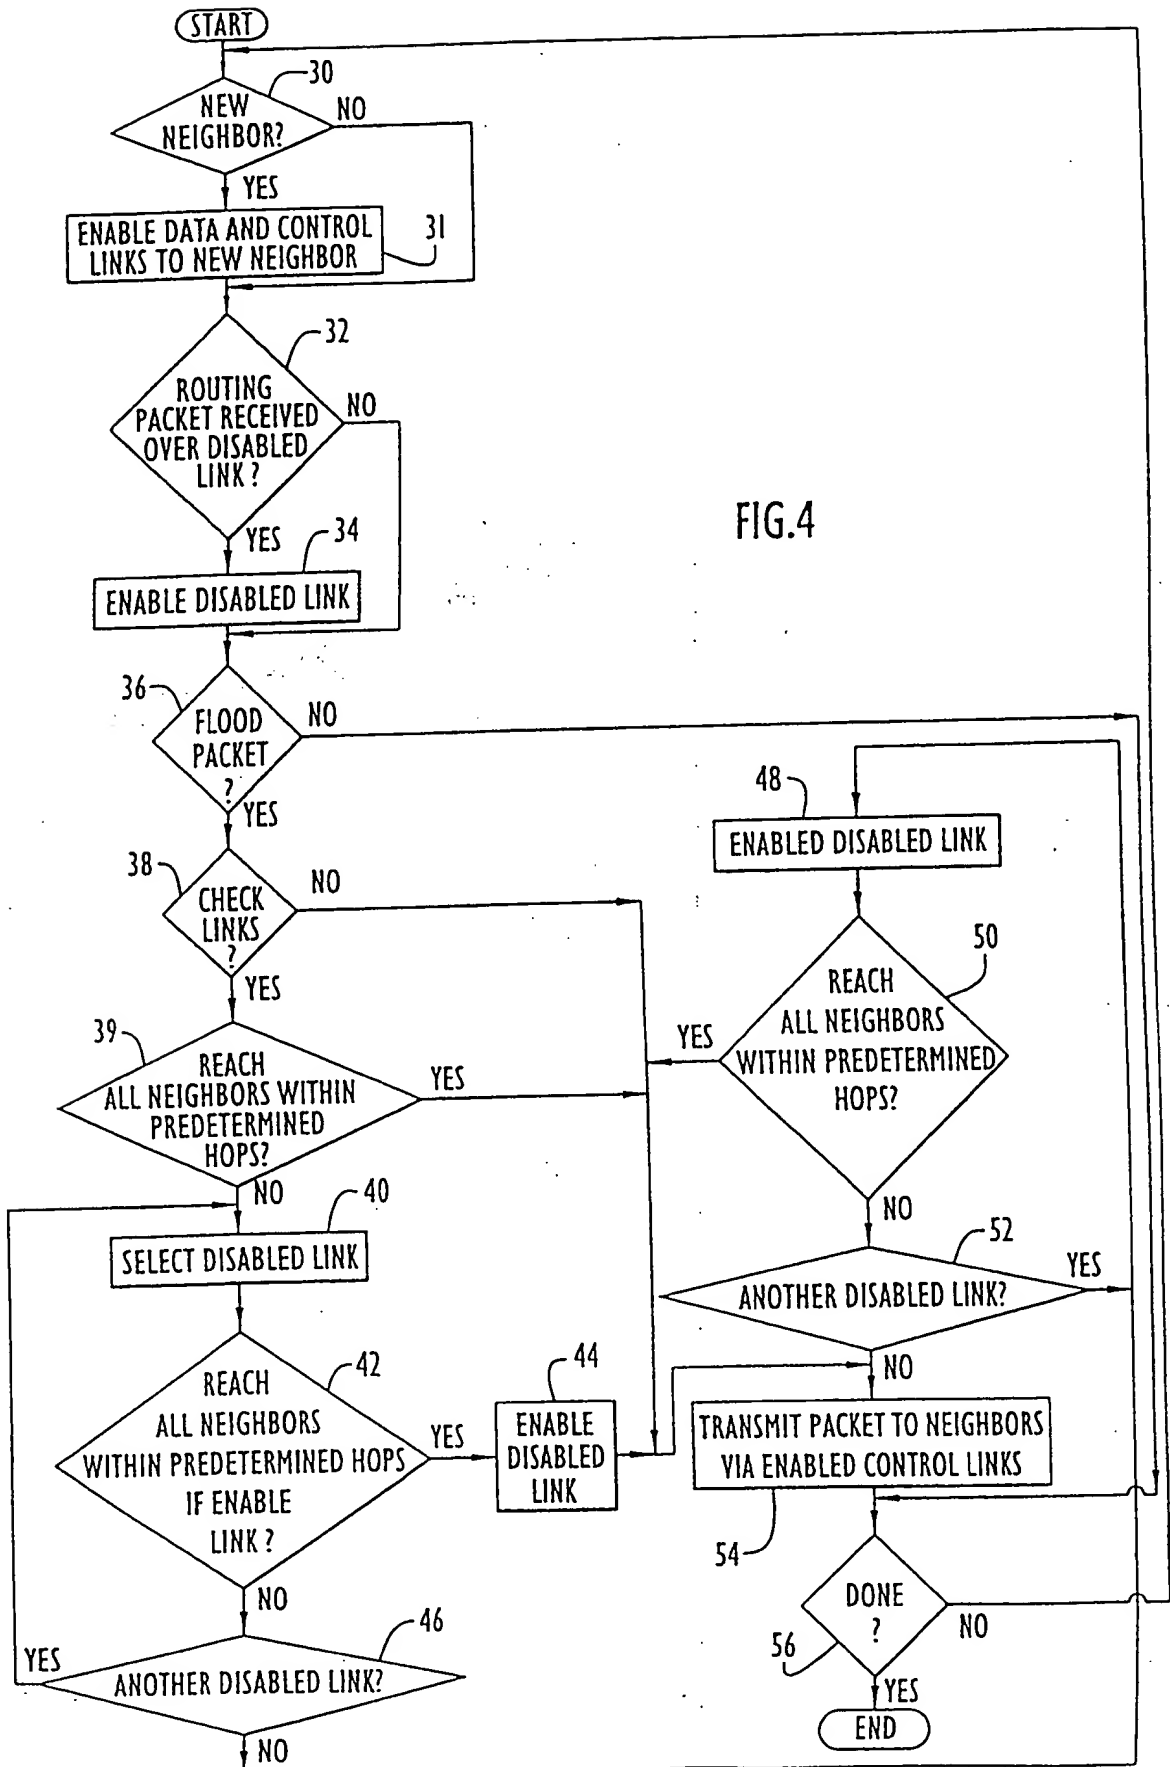 START
30
NEW
NEIGHBOR?
NO
YES
ENABLE DATA AND CONTROL
LINKS TO NEW NEIGHBOR
31
32
ROUTING
PACKET RECEIVED
OVER DISABLED
LINK ?
NO
YES
34
ENABLE DISABLED LINK
FIG.4
36
FLOOD
PACKET
?
NO
YES
38
CHECK
LINKS
?
NO
YES
39
REACH
ALL NEIGHBORS WITHIN
PREDETERMINED
HOPS?
YES
NO
40
SELECT DISABLED LINK
42
REACH
ALL NEIGHBORS
WITHIN PREDETERMINED HOPS
IF ENABLE
LINK ?
YES
NO
44
ENABLE
DISABLED
LINK
46
ANOTHER DISABLED LINK?
YES
NO
48
ENABLED DISABLED LINK
50
REACH
ALL NEIGHBORS
WITHIN PREDETERMINED
HOPS?
YES
NO
52
ANOTHER DISABLED LINK?
YES
NO
TRANSMIT PACKET TO NEIGHBORS
VIA ENABLED CONTROL LINKS
54
DONE
?
56
NO
YES
END